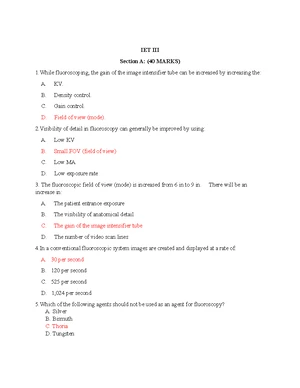 IET III
Section A: (40 MARKS)
1.While fluoroscoping, the gain of the image intensifier tube can be increased by increasing the:
A. KV
B. Density control
C. Gain control
D. Field of view (mode)
2.Visibility of detail in fluoroscopy can generally be improved by using:
A. Low KV
B. Small FOV (field of view)
C. Low MA
D. Low exposure rate
3. The fluoroscopic field of view (mode) is increased from 6 in to 9 in. There will be an
increase in:
A. The patient entrance exposure
B. The visibility of anatomical detail
C. The gain of the image intensifier tube
D. The number of video scan lines
4.In a conventional fluoroscopic system images are created and displayed at a rate of
A. 30 per second
B. 120 per second
C. 525 per second
D. 1,024 per second
5.Which of the following agents should not be used as an agent for fluoroscopy?
A. Silver
B. Bismuth
C. Thoria
D. Tungsten